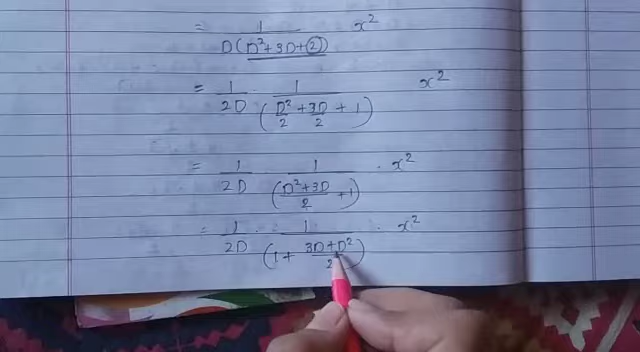 = 1 / D(D²+3D+2) x²
= 1/2D · 1/(D²/2 + 3D/2 + 1) x²
= 1/2D 1/((D²+3D)/2 + 1) · x²
= 1/2D · 1/(1 + (3D+D²)/2) · x²